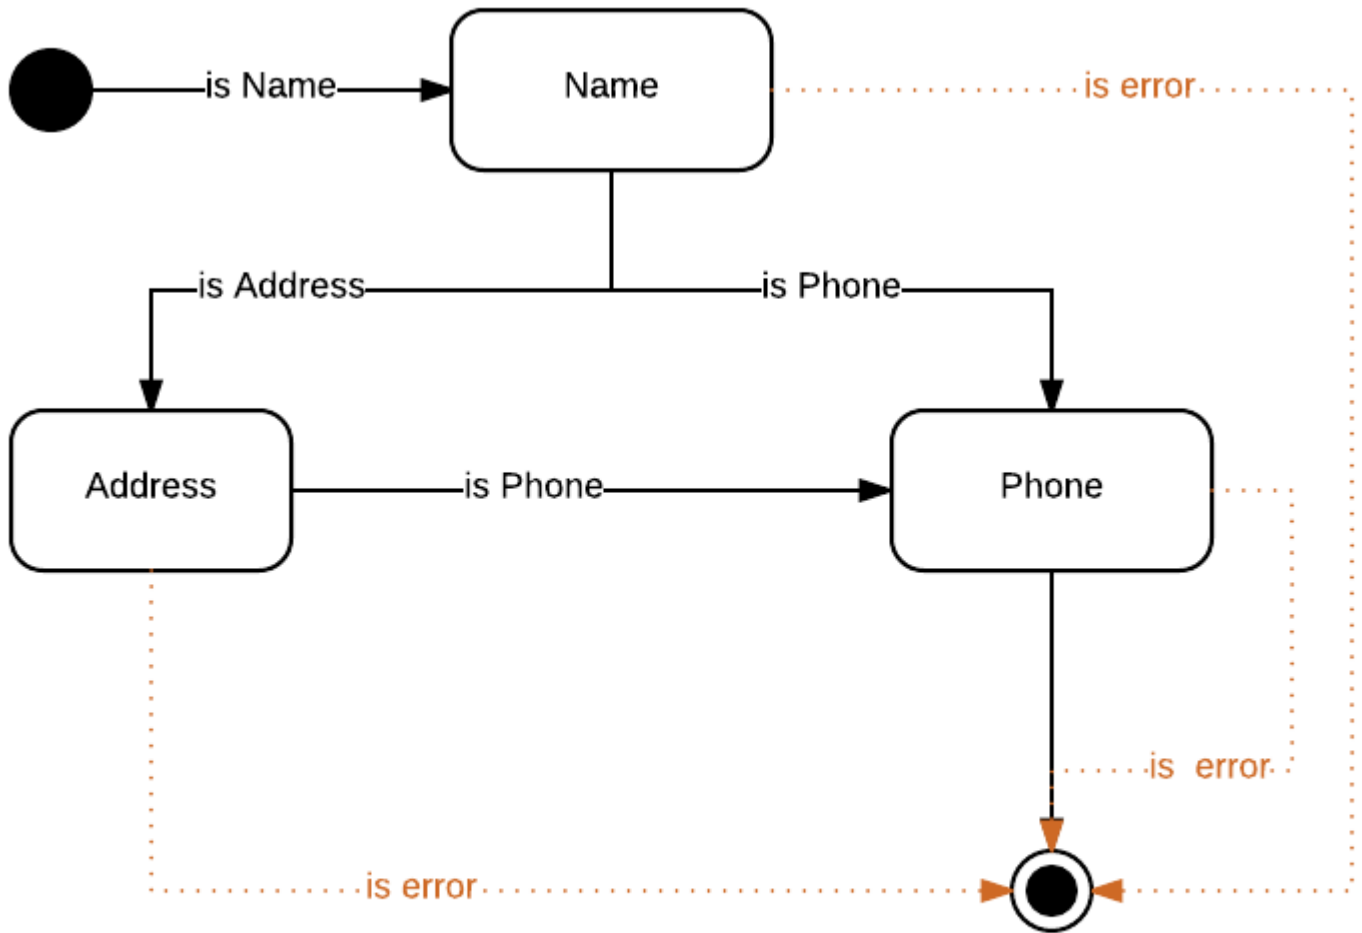 is Name
Name
is error
is Address
is Phone
Address
is Phone
Phone
is  error
is error